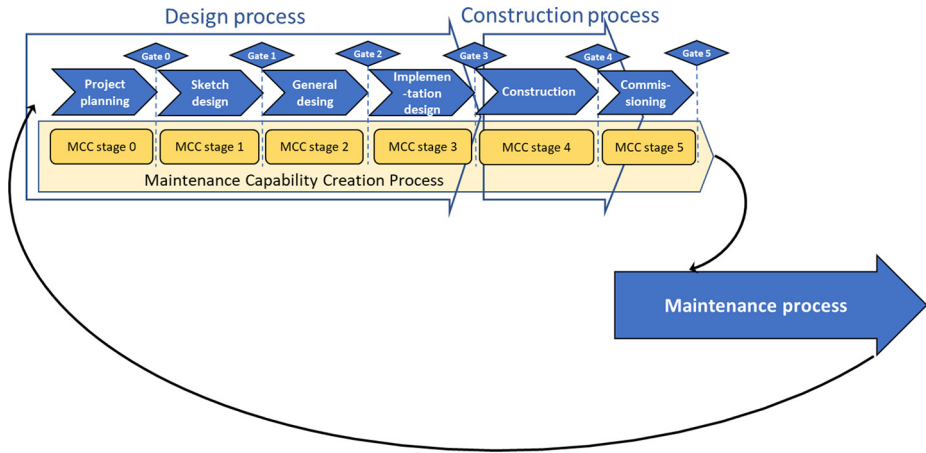 Design process
Construction process
Gate 0
Gate 1
Gate 2
Gate 3
Gate 4
Gate 5
Project
planning
Sketch
design
General
desing
Implemen
-tation
design
Construction
Commis-
sioning
MCC stage 0
MCC stage 1
MCC stage 2
MCC stage 3
MCC stage 4
MCC stage 5
Maintenance Capability Creation Process
Maintenance process